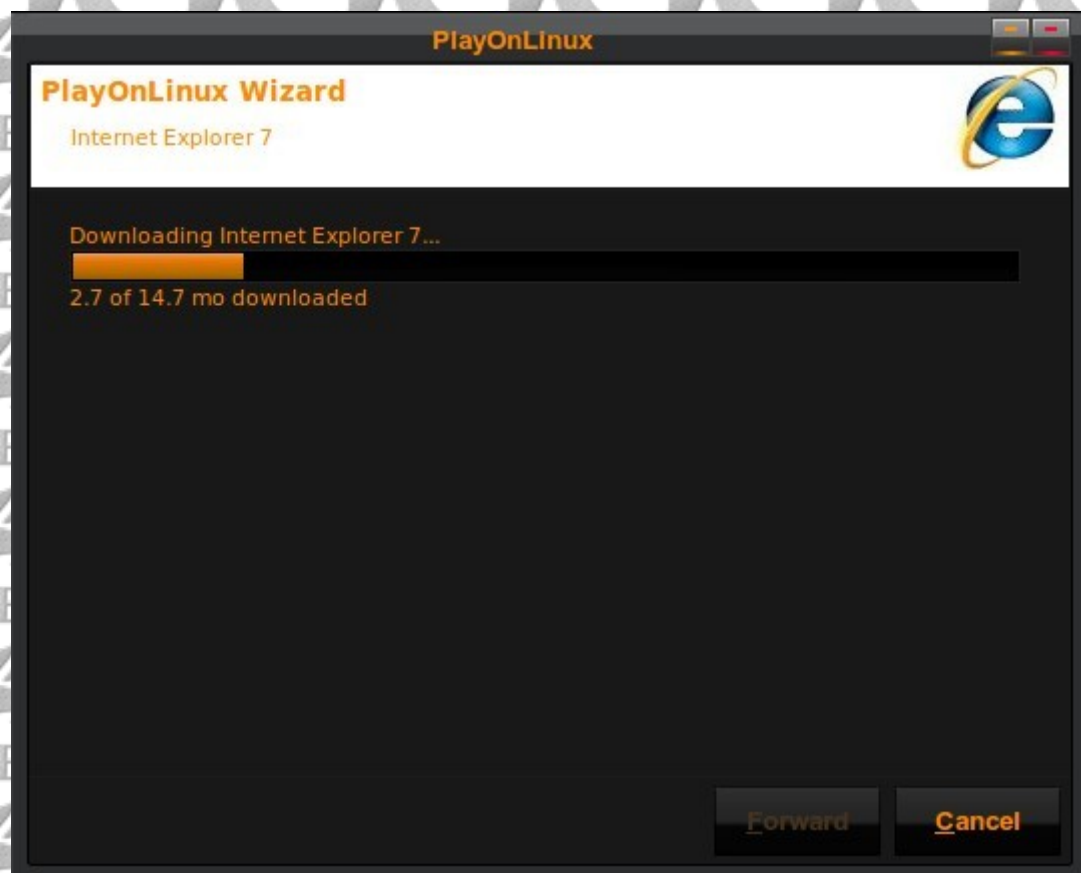 PlayOnLinux
PlayOnLinux Wizard
Internet Explorer 7
Downloading Internet Explorer 7...
2.7 of 14.7 mo downloaded
Forward
Cancel